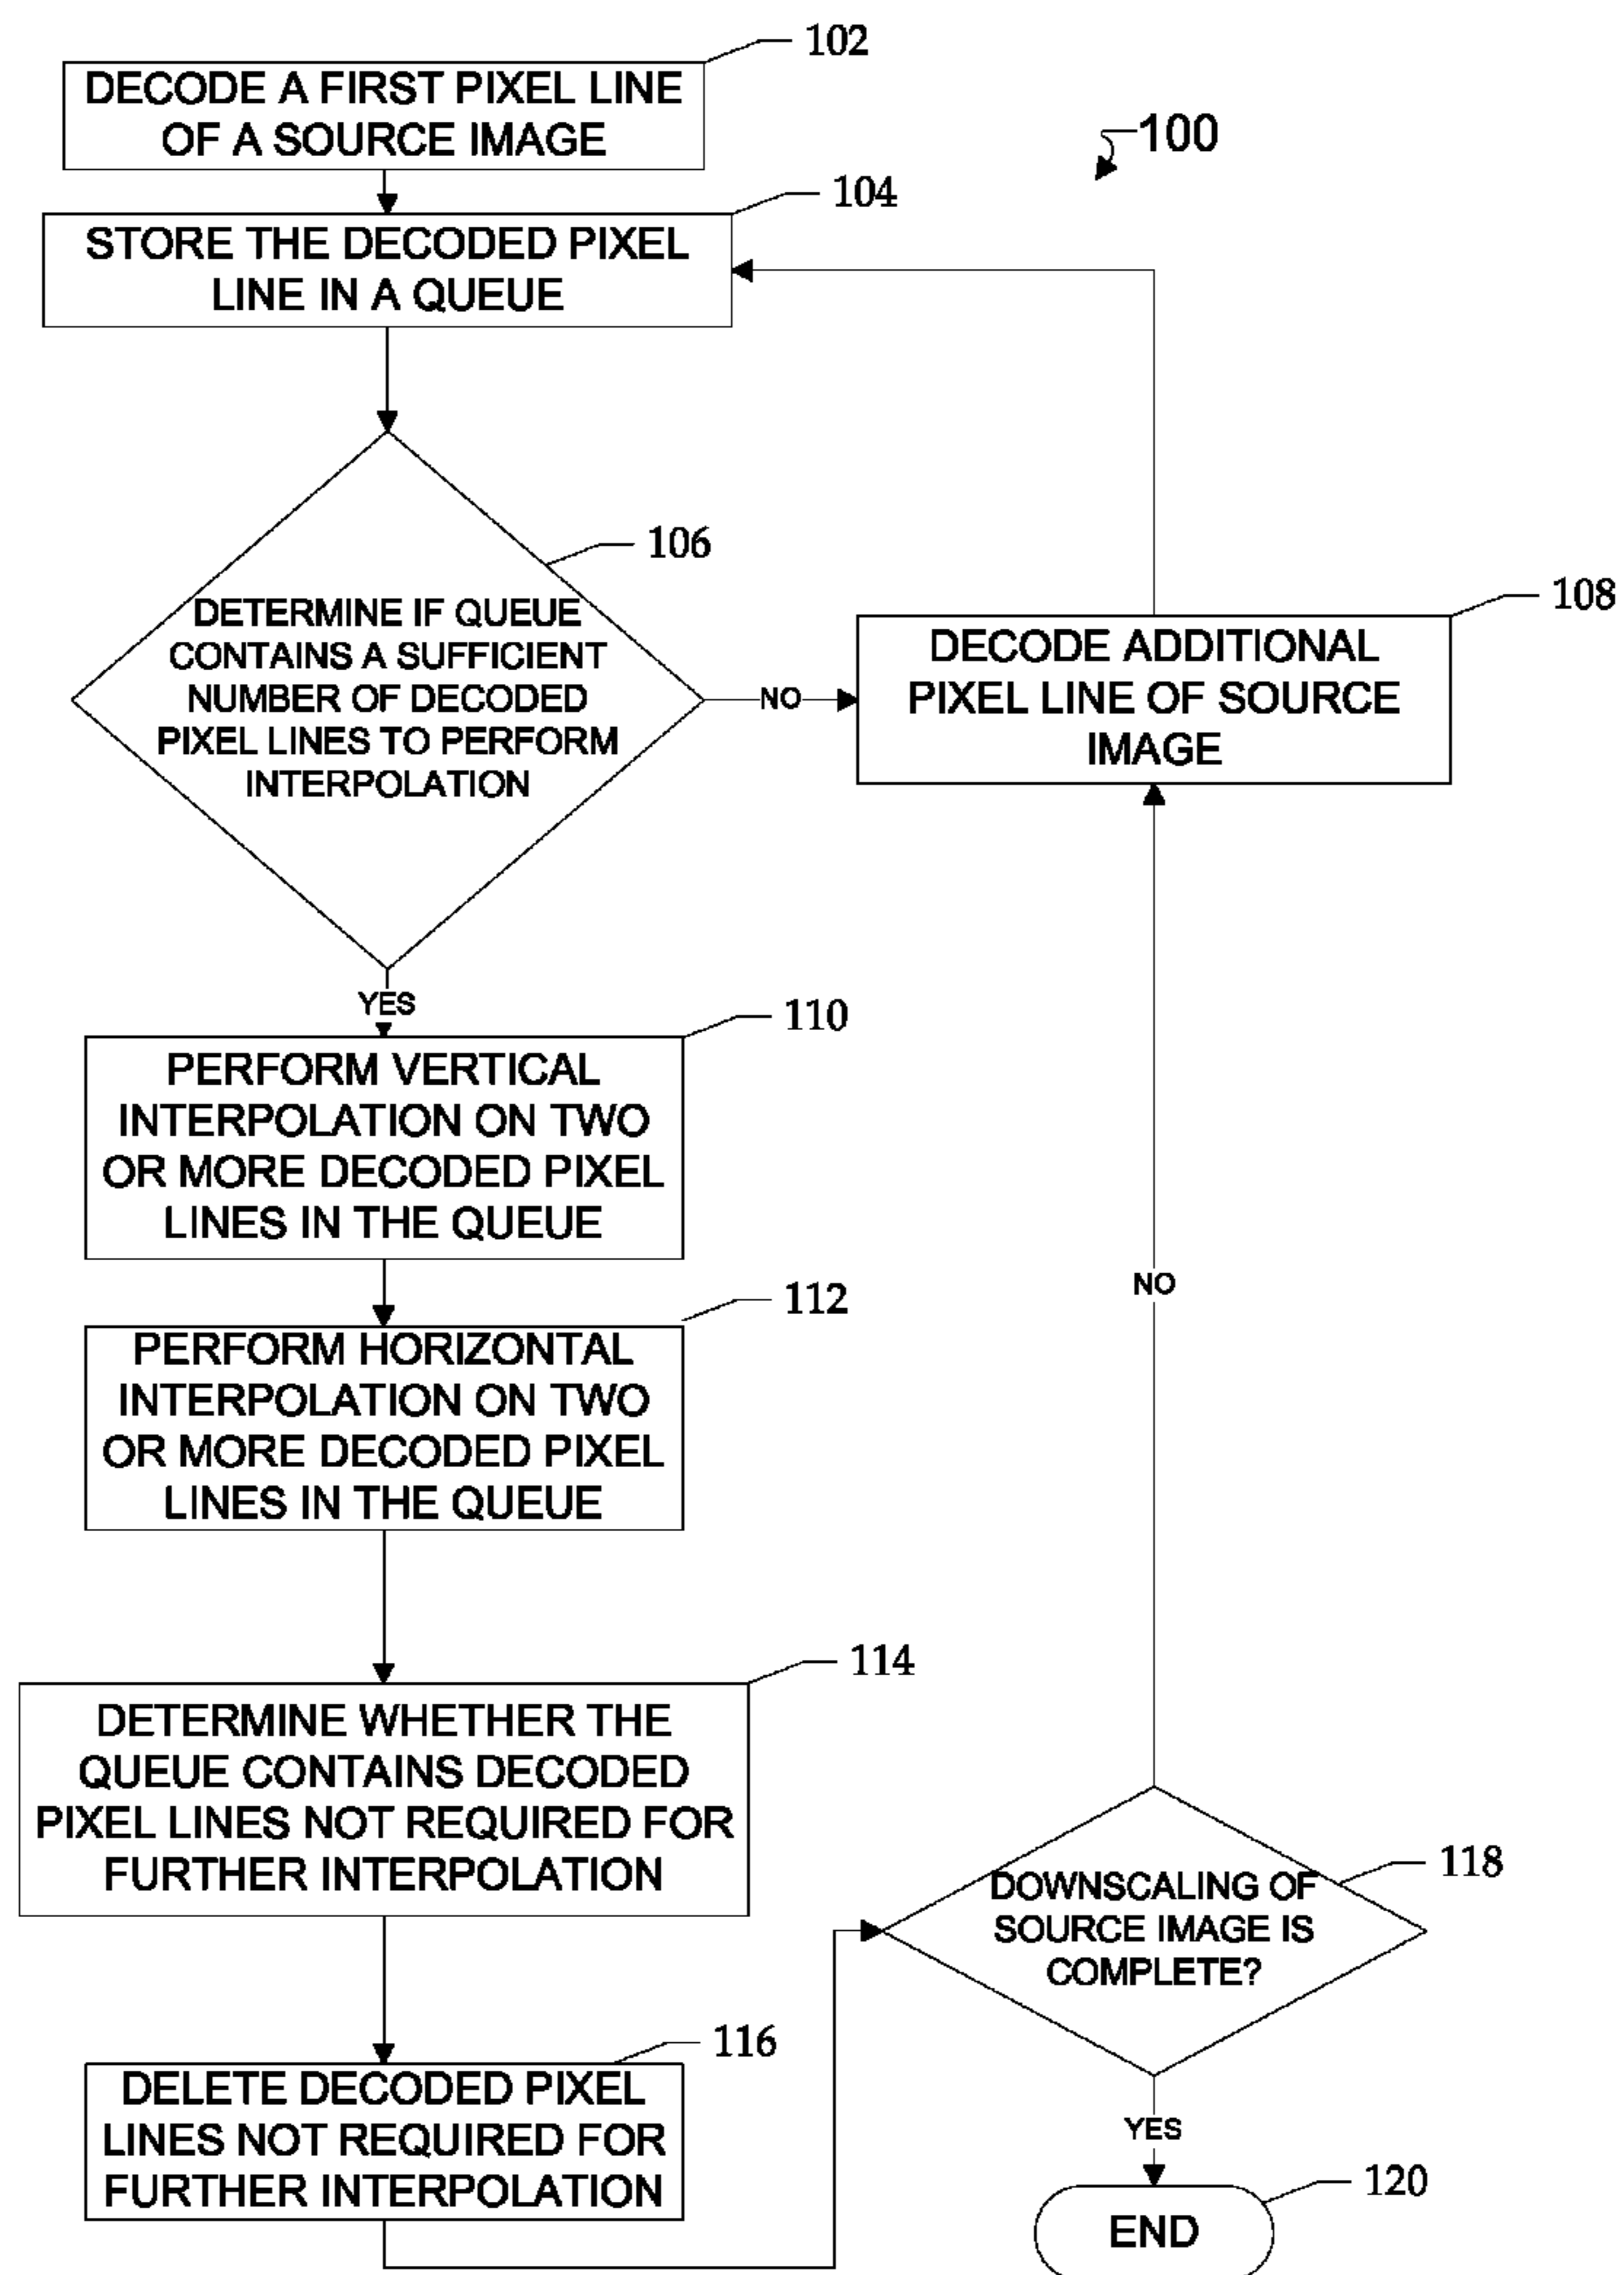 102
DECODE A FIRST PIXEL LINE
OF A SOURCE IMAGE
100
104
STORE THE DECODED PIXEL
LINE IN A QUEUE
106
DETERMINE IF QUEUE
CONTAINS A SUFFICIENT
NUMBER OF DECODED
PIXEL LINES TO PERFORM
INTERPOLATION
NO
108
DECODE ADDITIONAL
PIXEL LINE OF SOURCE
IMAGE
YES
110
PERFORM VERTICAL
INTERPOLATION ON TWO
OR MORE DECODED PIXEL
LINES IN THE QUEUE
112
PERFORM HORIZONTAL
INTERPOLATION ON TWO
OR MORE DECODED PIXEL
LINES IN THE QUEUE
NO
114
DETERMINE WHETHER THE
QUEUE CONTAINS DECODED
PIXEL LINES NOT REQUIRED FOR
FURTHER INTERPOLATION
118
DOWNSCALING OF
SOURCE IMAGE IS
COMPLETE?
116
DELETE DECODED PIXEL
LINES NOT REQUIRED FOR
FURTHER INTERPOLATION
YES
120
END